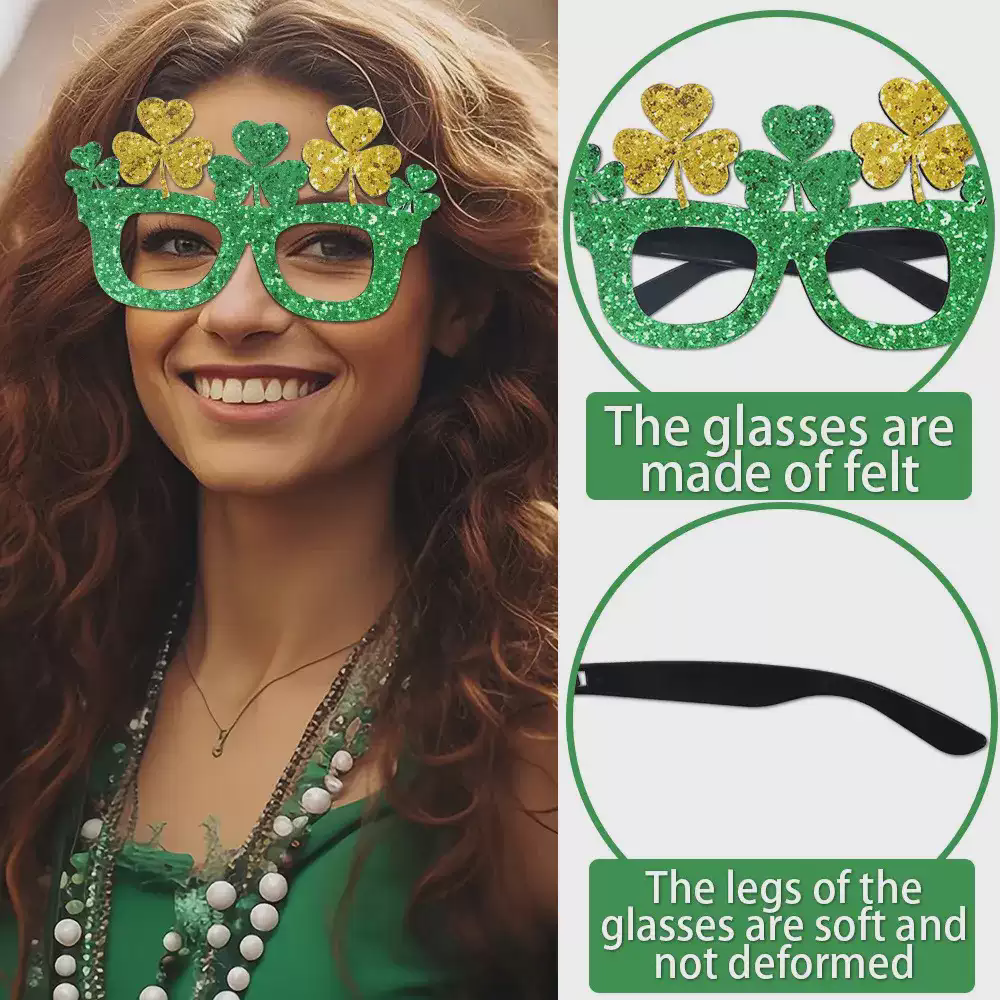 The glasses are
made of felt
The legs of the
glasses are soft and
not deformed